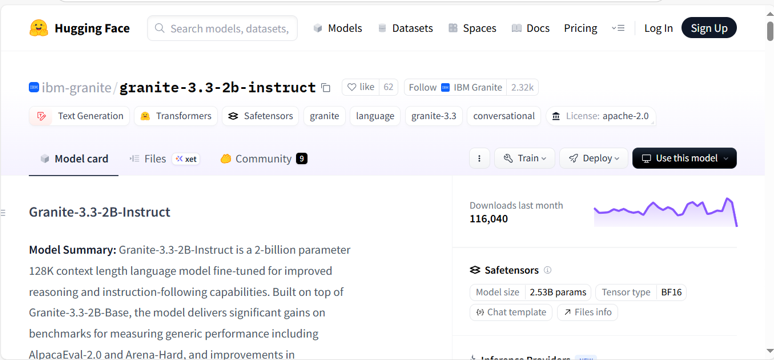 Hugging Face
Search models, datasets,
Models
Datasets
Spaces
Docs
Pricing
Log In
Sign Up
ibm-granite/granite-3.3-2b-instruct
like 62
Follow IBM Granite 2.32k
Text Generation
Transformers
Safetensors
granite
language
granite-3.3
conversational
License: apache-2.0
Model card
Files
xet
Community 9
Train
Deploy
Use this model
Granite-3.3-2B-Instruct
Model Summary: Granite-3.3-2B-Instruct is a 2-billion parameter
128K context length language model fine-tuned for improved
reasoning and instruction-following capabilities. Built on top of
Granite-3.3-2B-Base, the model delivers significant gains on
benchmarks for measuring generic performance including
AlpacaEval-2.0 and Arena-Hard, and improvements in
Downloads last month
116,040
Safetensors
Model size 2.53B params
Tensor type BF16
Chat template
Files info
Inference Providers NEW